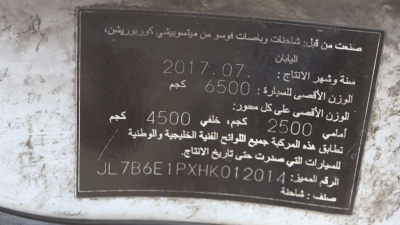 صنعت من قبل: شاحنات وباصات فوسو من ميتسوبيشي كوربوريشن,
اليابان
سنة وشهر الانتاج : 2017.07.
الوزن الأقصى للسيارة : 6500 كجم
الوزن الأقصى على كل محور:
أمامي 2500 كجم, خلفي 4500 كجم
تطابق هذه المركبة جميع اللوائح الفنية الخليجية والوطنية
للسيارات التي صدرت حتى تاريخ الانتاج.
الرقم المميز: JL7B6E1PXHK012014
صنف : شاحنة